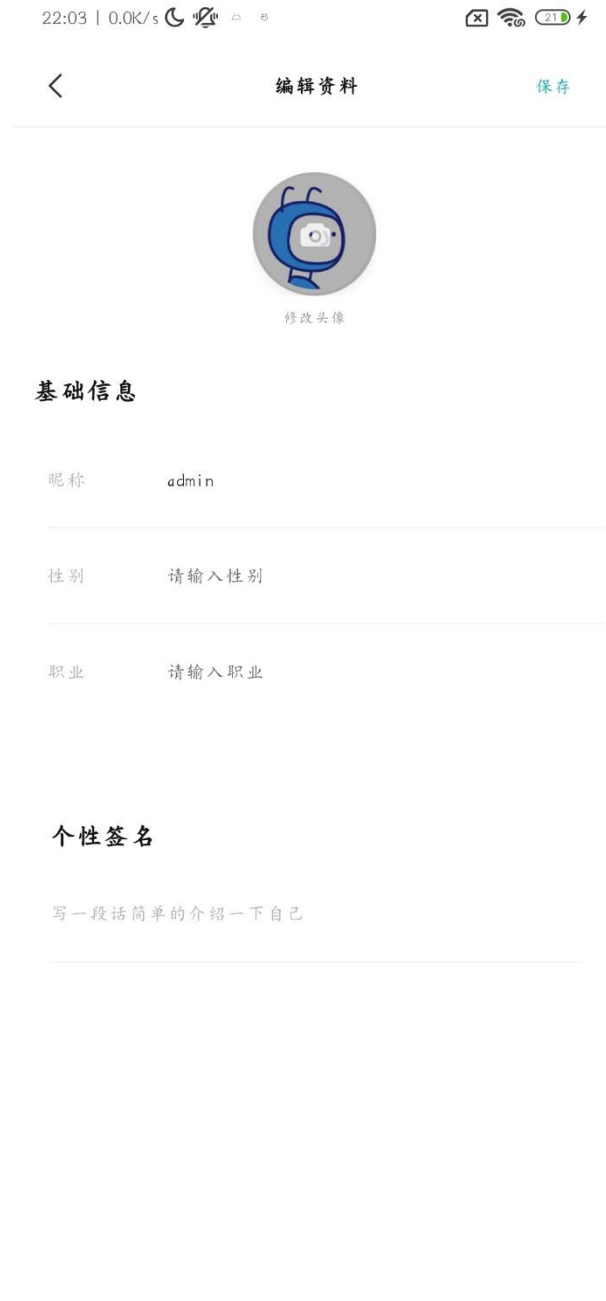 22:03 | 0.0K/s 21
编辑资料 保存
修改头像
基础信息
昵称 admin
性别 请输入性别
职业 请输入职业
个性签名
写一段话简单的介绍一下自己